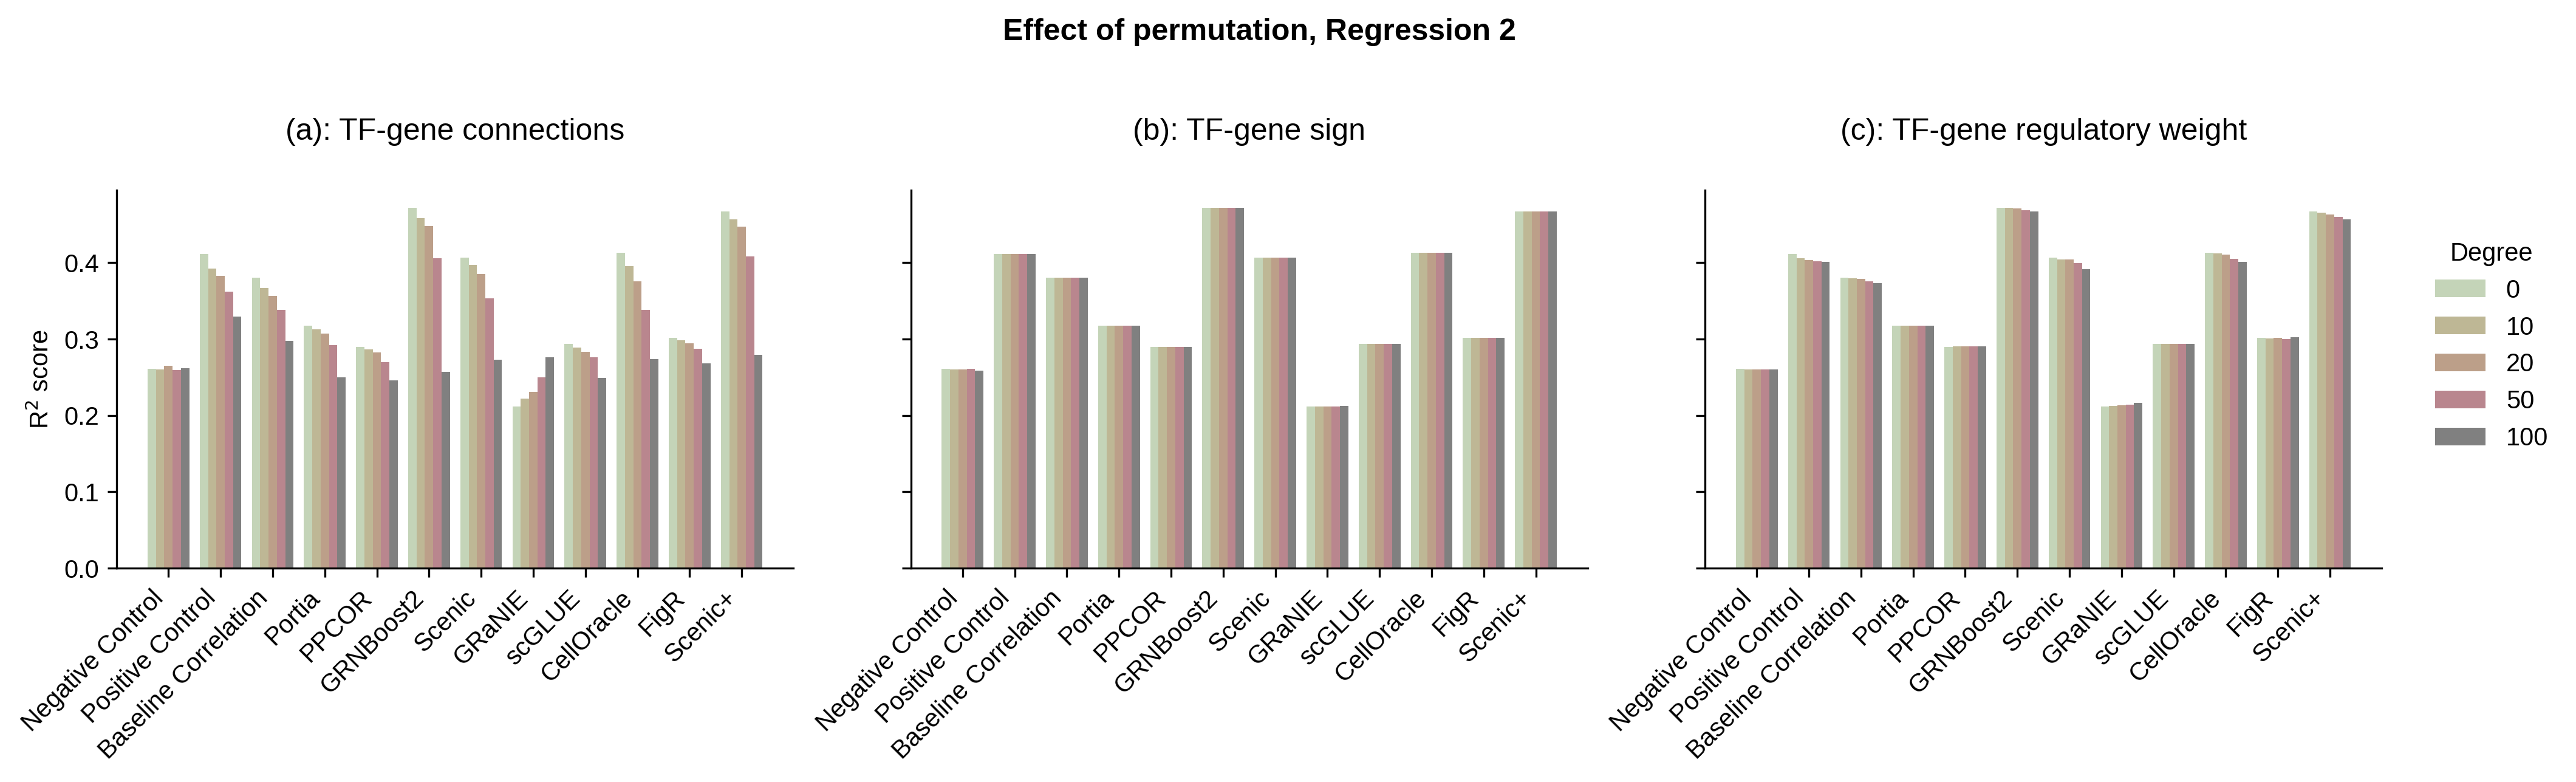 Effect of permutation, Regression 2
(a): TF-gene connections
(b): TF-gene sign
(c): TF-gene regulatory weight
R² score
0.4
0.3
0.2
0.1
0.0
Negative Control
Positive Control
Baseline Correlation
Portia
PPCOR
GRNBoost2
Scenic
GRaNIE
scGLUE
CellOracle
FigR
Scenic+
Negative Control
Positive Control
Baseline Correlation
Portia
PPCOR
GRNBoost2
Scenic
GRaNIE
scGLUE
CellOracle
FigR
Scenic+
Negative Control
Positive Control
Baseline Correlation
Portia
PPCOR
GRNBoost2
Scenic
GRaNIE
scGLUE
CellOracle
FigR
Scenic+
Degree
0
10
20
50
100